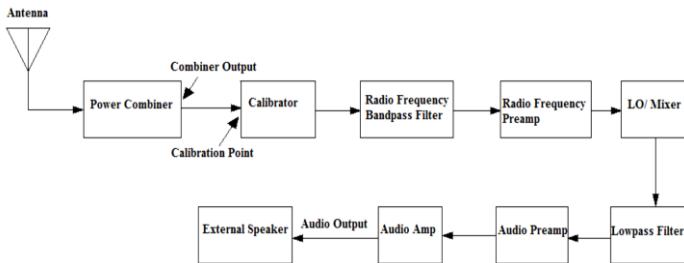 Antenna
Combiner Output
Power Combiner
Calibrator
Radio Frequency
Bandpass Filter
Radio Frequency
Preamp
LO/ Mixer
Calibration Point
External Speaker
Audio Output
Audio Amp
Audio Preamp
Lowpass Filter